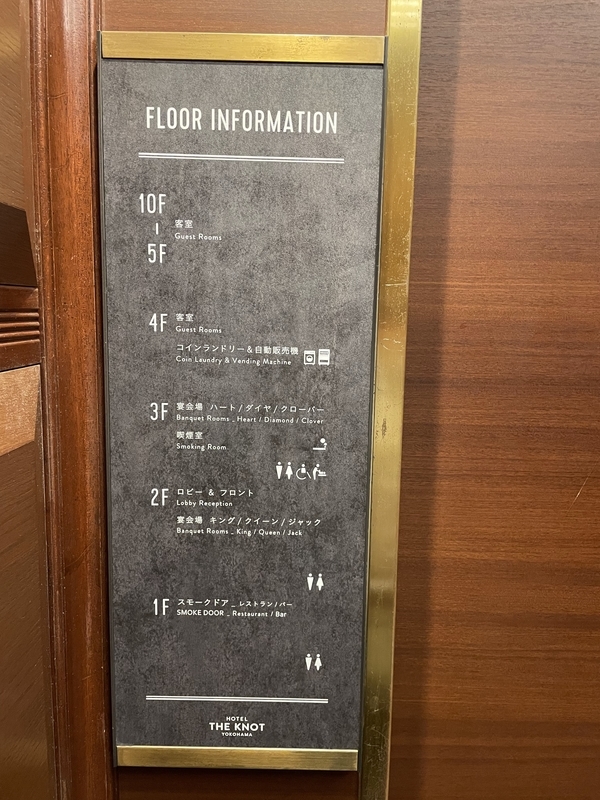 FLOOR INFORMATION
10F
5F
客室
Guest Rooms
4F
客室
Guest Rooms
コインランドリー＆自動販売機
Coin Laundry & Vending Machine
3F
宴会場 ハート / ダイヤ / クローバー
Banquet Rooms _ Heart / Diamond / Clover
喫煙室
Smoking Room
2F
ロビー ＆ フロント
Lobby Reception
宴会場 キング / クイーン / ジャック
Banquet Rooms _ King / Queen / Jack
1F
スモークドア _ レストラン / バー
SMOKE DOOR _ Restaurant / Bar
HOTEL
THE KNOT
YOKOHAMA